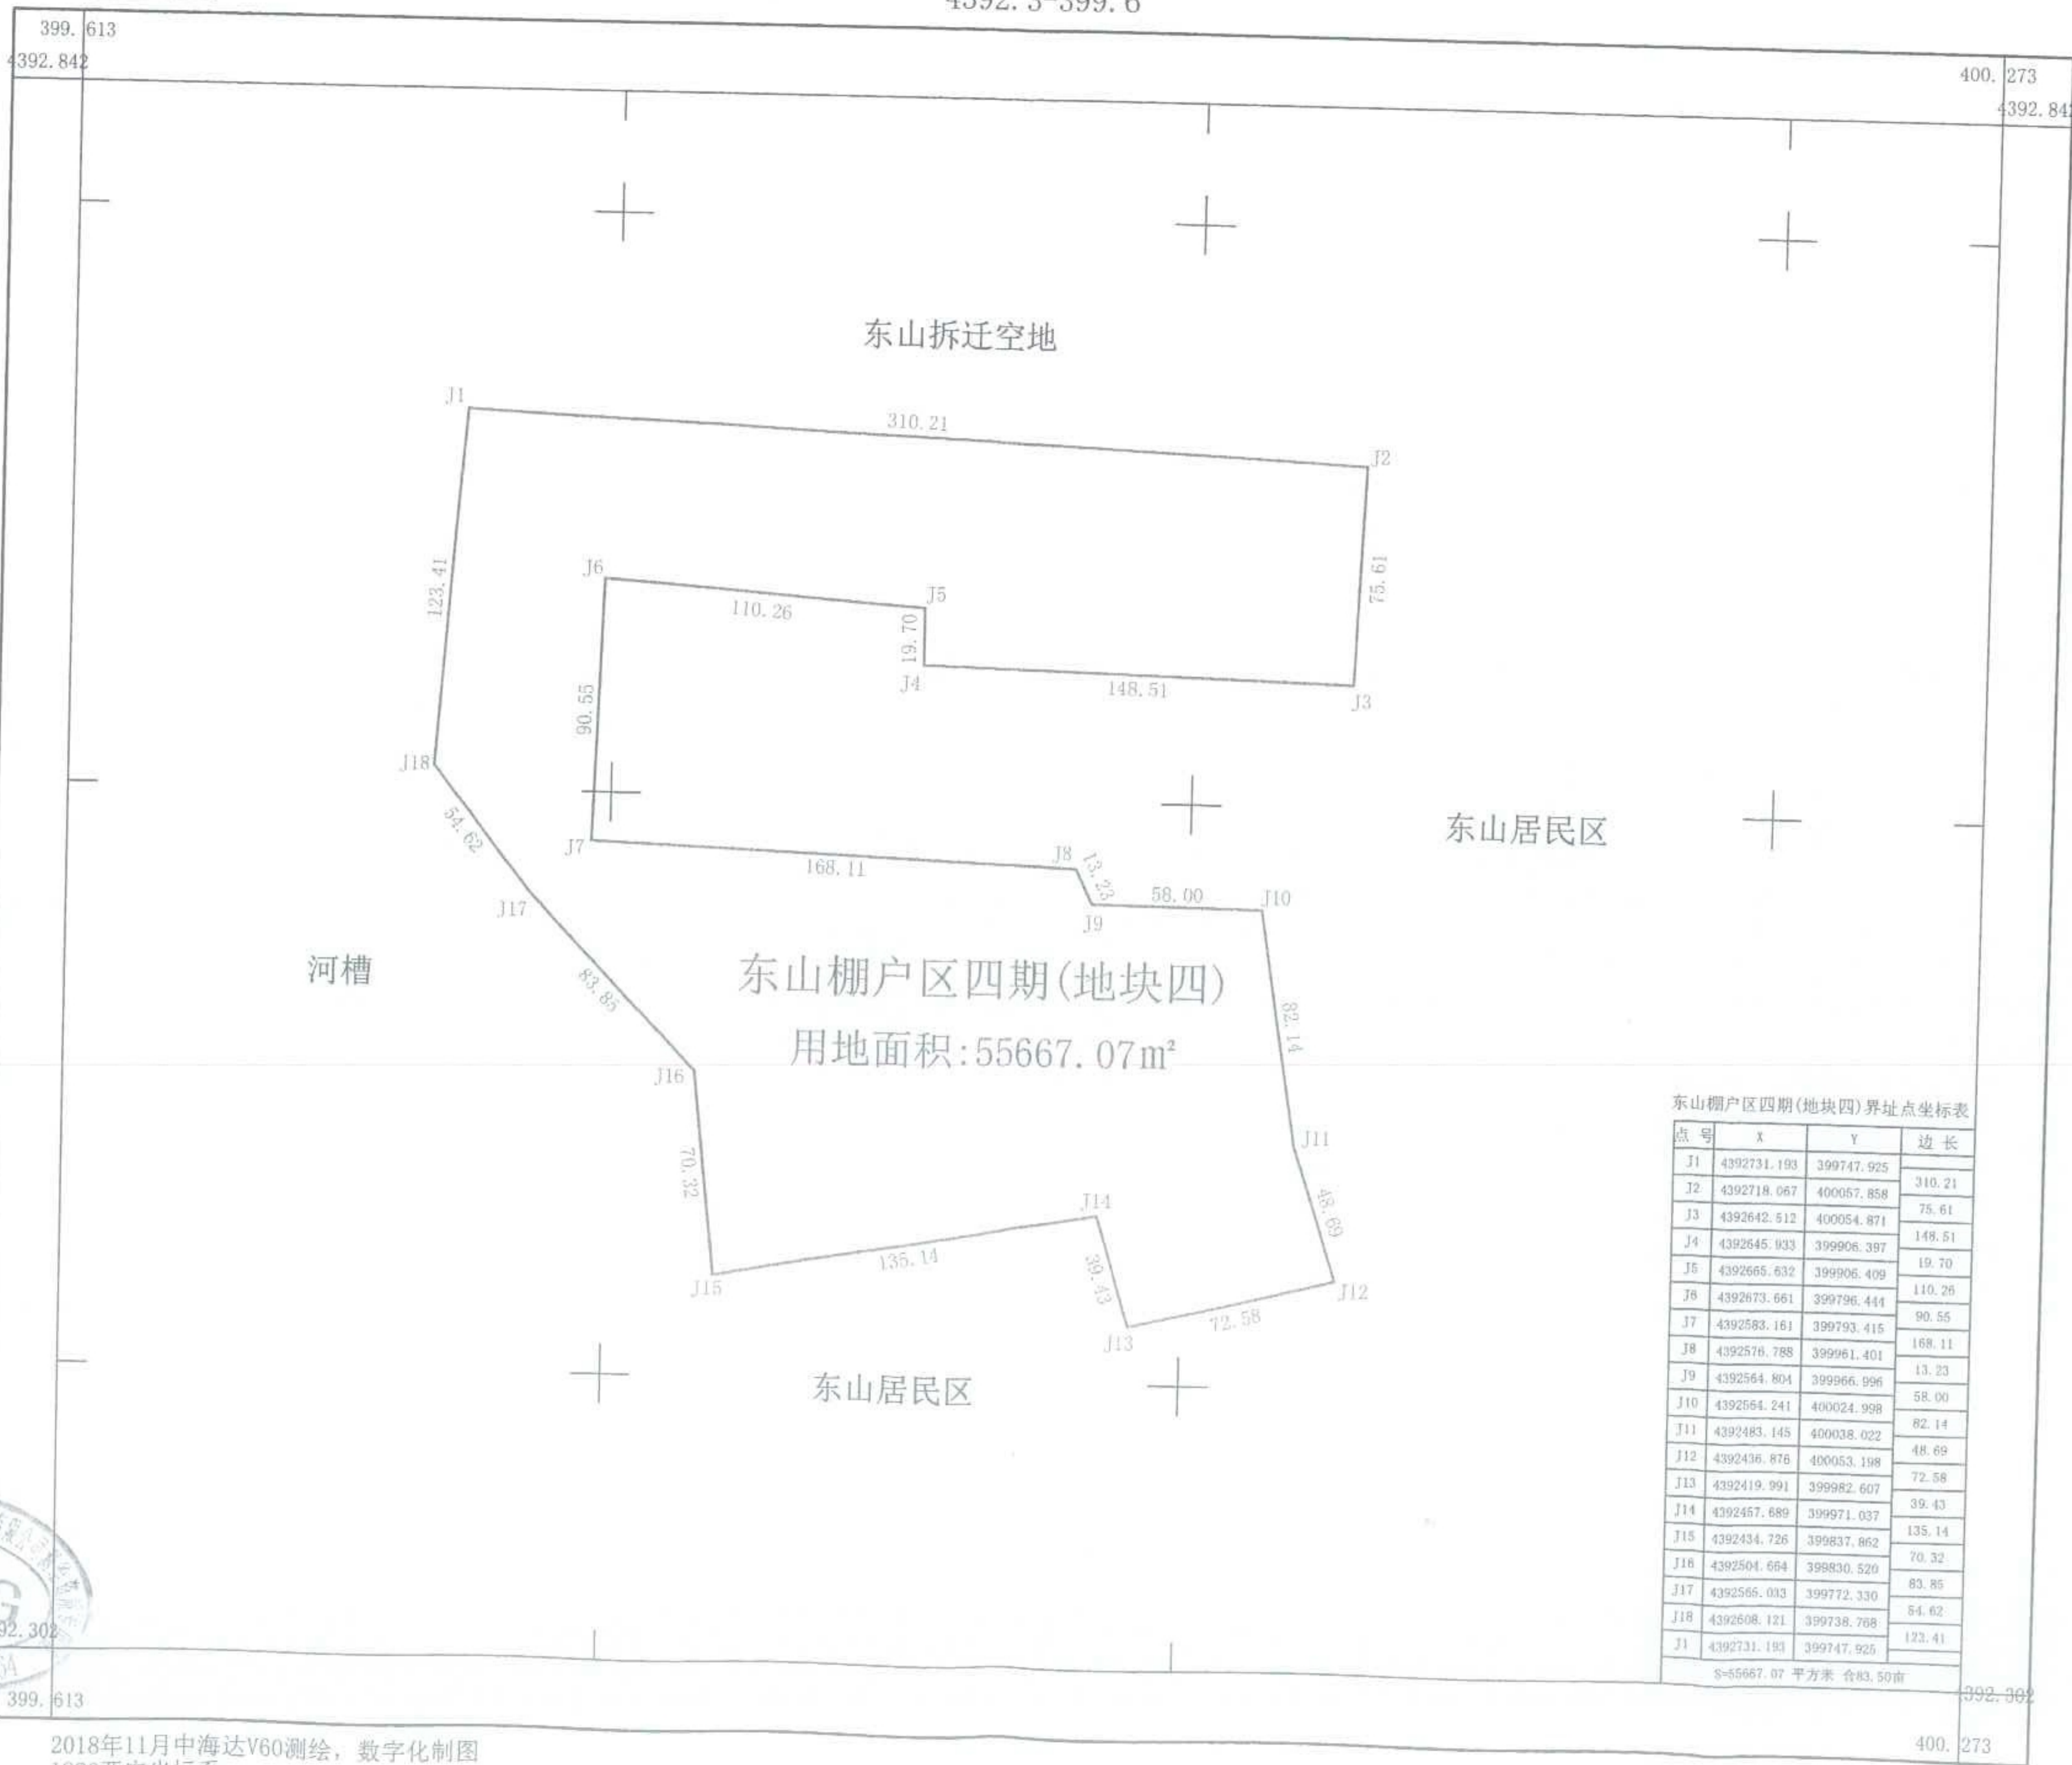 4392.3-399.6
399.613
4392.842
400.273
4392.842
东山拆迁空地
J1
310.21
J2
123.41
75.61
J6
110.26
J5
19.70
J4
148.51
J3
90.55
J18
54.62
J7
168.11
J8
13.23
J9
58.00
J10
东山居民区
J17
83.85
河槽
东山棚户区四期(地块四)
用地面积:55667.07m²
82.14
J16
70.32
J11
48.69
J14
135.14
39.43
J15
J12
72.58
J13
东山居民区
东山棚户区四期(地块四)界址点坐标表
点 号 X Y 边 长
J1 4392731.193 399747.925
310.21
J2 4392718.067 400057.858
75.61
J3 4392642.512 400054.871
148.51
J4 4392645.933 399906.397
19.70
J5 4392665.632 399906.409
110.26
J6 4392673.661 399796.444
90.55
J7 4392583.161 399793.415
168.11
J8 4392576.788 399961.401
13.23
J9 4392564.804 399966.996
58.00
J10 4392564.241 400024.998
82.14
J11 4392483.145 400038.022
48.69
J12 4392436.876 400053.198
72.58
J13 4392419.991 399982.607
39.43
J14 4392457.689 399971.037
135.14
J15 4392434.726 399837.862
70.32
J16 4392504.664 399830.520
83.85
J17 4392565.033 399772.330
54.62
J18 4392608.121 399738.768
123.41
J1 4392731.193 399747.925
S=55667.07 平方米 合83.50亩
92.302
399.613
392.302
400.273
2018年11月中海达V60测绘，数字化制图